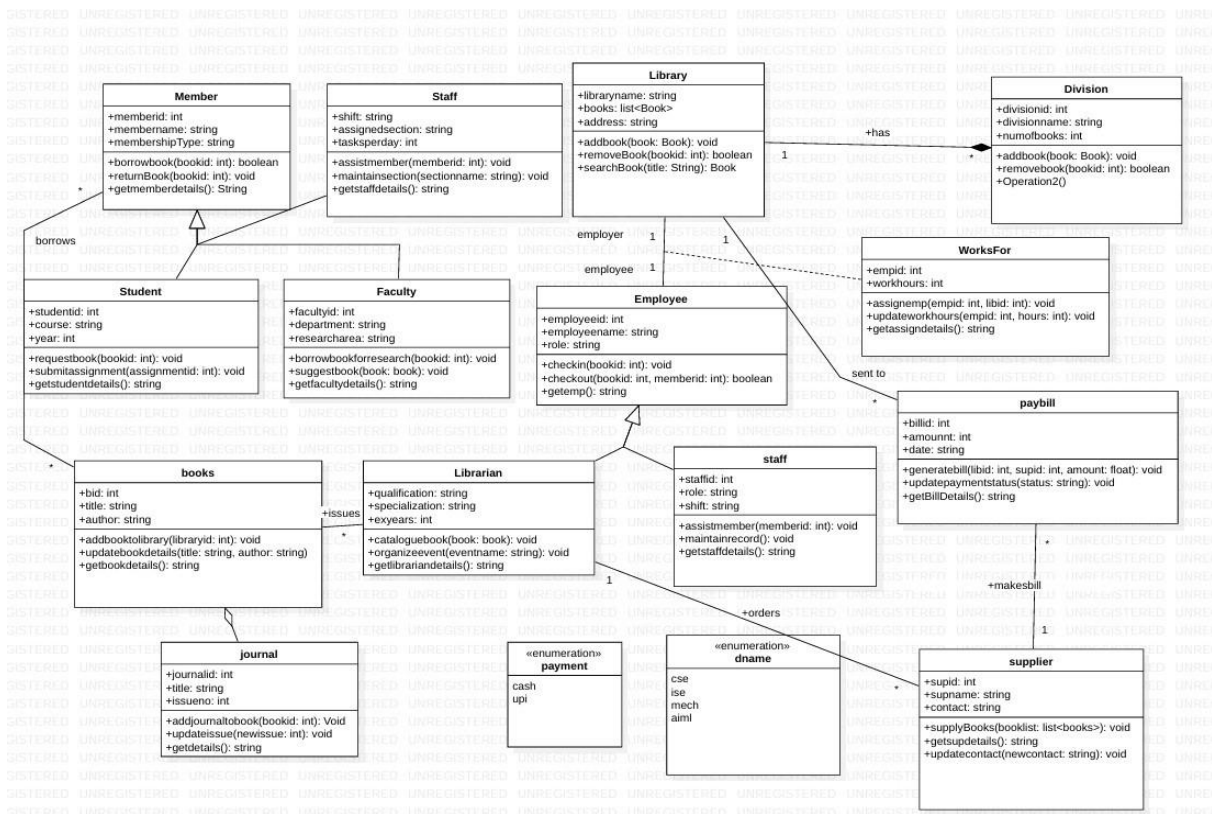 Member
+memberid: int
+membername: string
+membershipType: string
+borrowbook(bookid: int): boolean
+returnBook(bookid: int): void
+getmemberdetails(): String
Staff
+shift: string
+assignedsection: string
+tasksperday: int
+assistmember(memberid: int): void
+maintainsection(sectionname: string): void
+getstaffdetails(): string
Library
+libraryname: string
+books: list<Book>
+address: string
+addbook(book: Book): void
+removeBook(bookid: int): boolean
+searchBook(title: String): Book
+has
1
*
Division
+divisionid: int
+divisionname: string
+numofbooks: int
+addbook(book: Book): void
+removebook(bookid: int): boolean
+Operation2()
*
borrows
employer
1
1
employee
1
WorksFor
+empid: int
+workhours: int
+assignemp(empid: int, libid: int): void
+updateworkhours(empid: int, hours: int): void
+getassigndetails(): string
Student
+studentid: int
+course: string
+year: int
+requestbook(bookid: int): void
+submitassignment(assignmentid: int): void
+getstudentdetails(): string
Faculty
+facultyid: int
+department: string
+researcharea: string
+borrowbookforresearch(bookid: int): void
+suggestbook(book: book): void
+getfacultydetails(): string
Employee
+employeeid: int
+employeename: string
+role: string
+checkin(bookid: int): void
+checkout(bookid: int, memberid: int): boolean
+getemp(): string
sent to
*
paybill
+billid: int
+amounnt: int
+date: string
+generatebill(libid: int, supid: int, amount: float): void
+updatepaymentstatus(status: string): void
+getBillDetails(): string
*
books
+bid: int
+title: string
+author: string
+addbooktolibrary(libraryid: int): void
+updatebookdetails(title: string, author: string)
+getbookdetails(): string
+issues
*
Librarian
+qualification: string
+specialization: string
+exyears: int
+cataloguebook(book: book): void
+organizeevent(eventname: string): void
+getlibrariandetails(): string
staff
+staffid: int
+role: string
+shift: string
+assistmember(memberid: int): void
+maintainrecord(): void
+getstaffdetails(): string
*
+makesbill
1
1
+orders
*
journal
+journalid: int
+title: string
+issueno: int
+addjournaltobook(bookid: int): Void
+updateissue(newissue: int): void
+getdetails(): string
«enumeration»
payment
cash
upi
«enumeration»
dname
cse
ise
mech
aiml
supplier
+supid: int
+supname: string
+contact: string
+supplyBooks(booklist: list<books>): void
+getsupdetails(): string
+updatecontact(newcontact: string): void